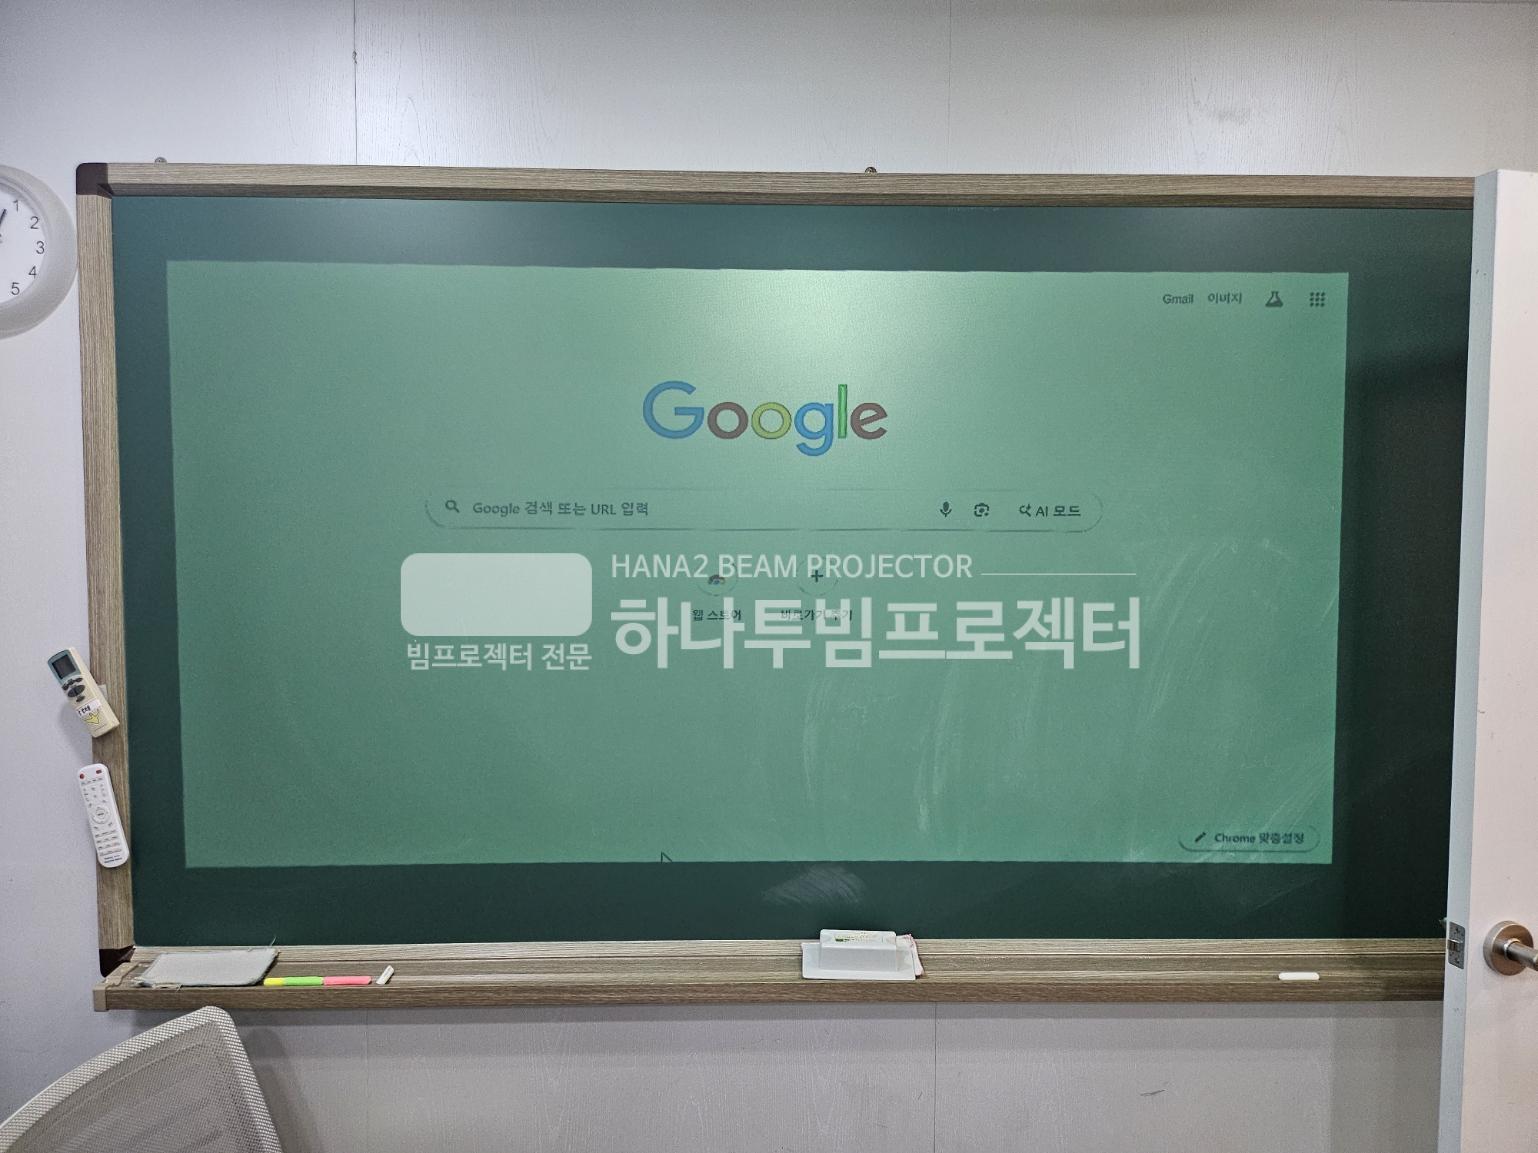 1
2
3
4
5
Gmail 이미지
Google
Google 검색 또는 URL 입력
AI 모드
HANA2 BEAM PROJECTOR
하나투빔프로젝터
빔프로젝터 전문
웹 스토어
Chrome 맞춤설정